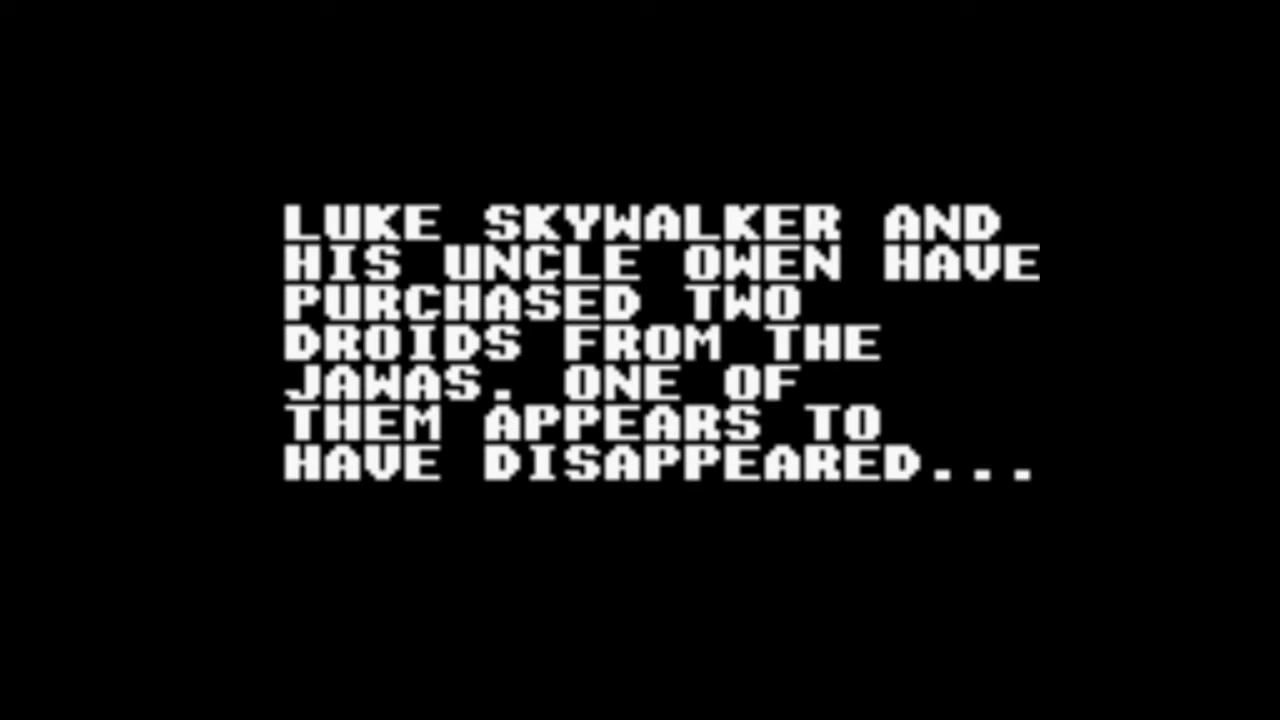 LUKE SKYWALKER AND
HIS UNCLE OWEN HAVE
PURCHASED TWO
DROIDS FROM THE
JAWAS. ONE OF
THEM APPEARS TO
HAVE DISAPPEARED...